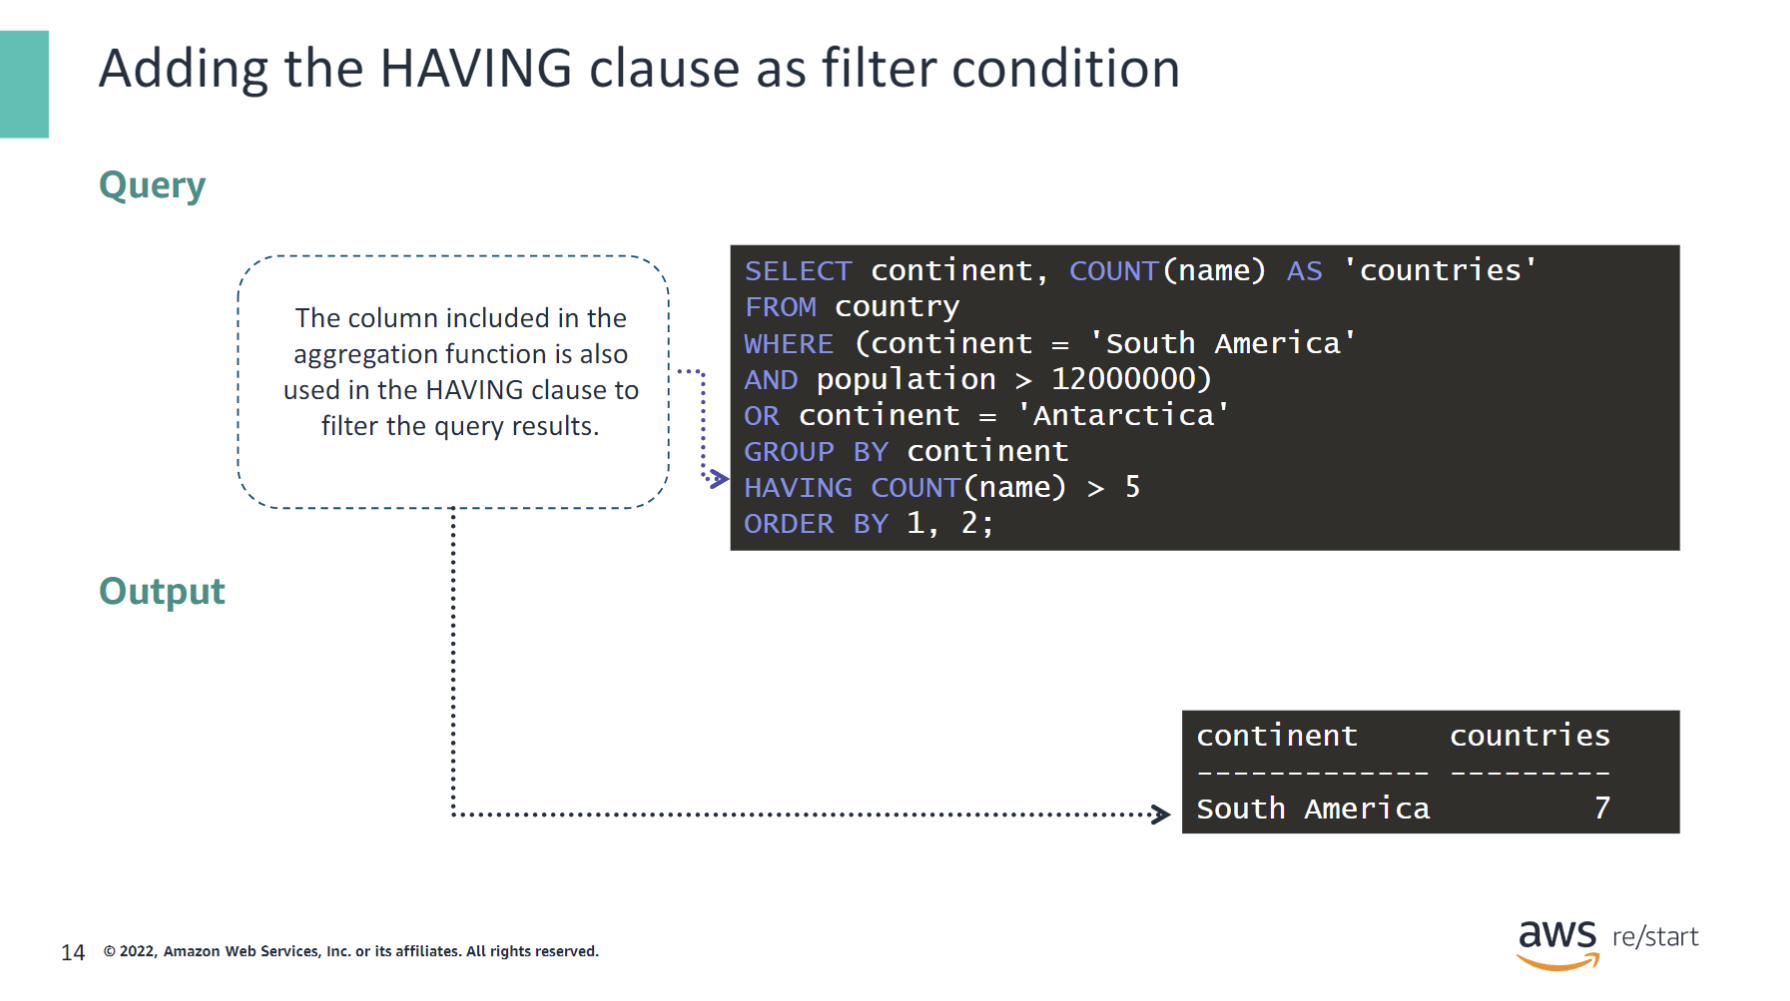 Adding the HAVING clause as filter condition
Query
The column included in the
aggregation function is also
used in the HAVING clause to
filter the query results.
SELECT continent, COUNT(name) AS 'countries'
FROM country
WHERE (continent = 'South America'
AND population > 12000000)
OR continent = 'Antarctica'
GROUP BY continent
HAVING COUNT(name) > 5
ORDER BY 1, 2;
Output
continent countries
------------- ---------
South America 7
14 © 2022, Amazon Web Services, Inc. or its affiliates. All rights reserved.
aws re/start